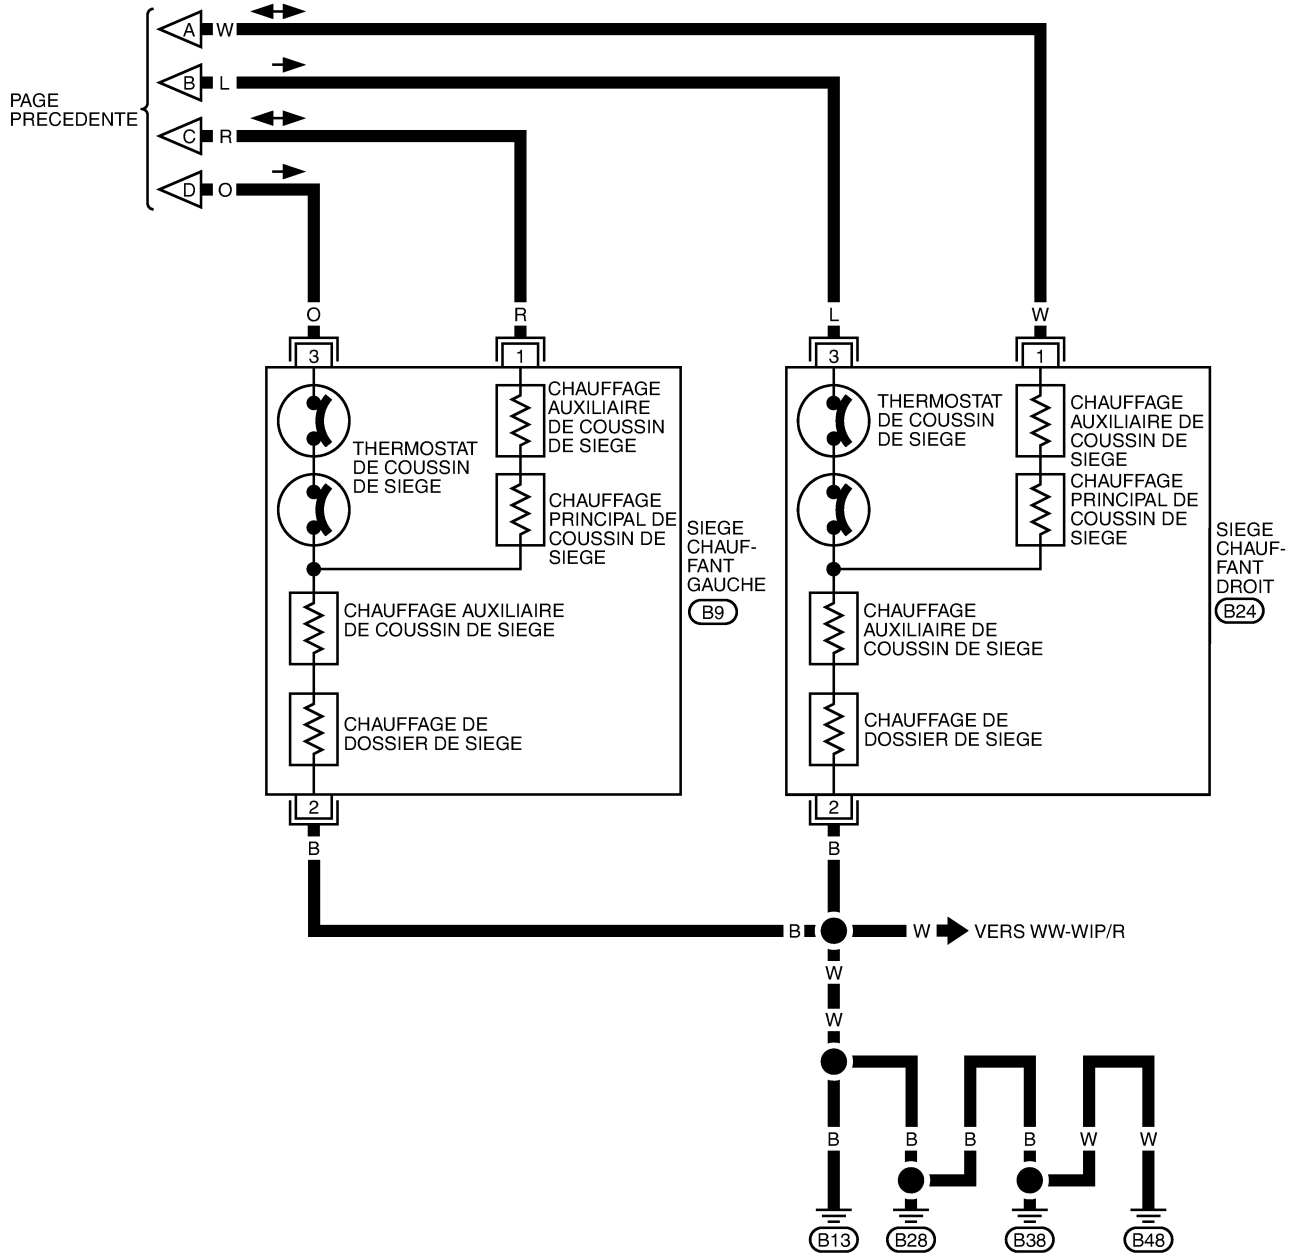 A W
B L
PAGE
PRECEDENTE
C R
D O
O
R
L
W
3
1
3
1
CHAUFFAGE
AUXILIAIRE
DE COUSSIN
DE SIEGE
THERMOSTAT
DE COUSSIN
DE SIEGE
CHAUFFAGE
PRINCIPAL DE
COUSSIN DE
SIEGE
SIEGE
CHAUF-
FANT
GAUCHE
B9
CHAUFFAGE AUXILIAIRE
DE COUSSIN DE SIEGE
CHAUFFAGE DE
DOSSIER DE SIEGE
THERMOSTAT
DE COUSSIN
DE SIEGE
CHAUFFAGE
AUXILIAIRE DE
COUSSIN DE
SIEGE
CHAUFFAGE
PRINCIPAL DE
COUSSIN DE
SIEGE
SIEGE
CHAUF-
FANT
DROIT
B24
CHAUFFAGE
AUXILIAIRE DE
COUSSIN DE SIEGE
CHAUFFAGE DE
DOSSIER DE SIEGE
2
2
B
B
B
W
VERS WW-WIP/R
W
W
B
B
B
B
W
W
B13
B28
B38
B48